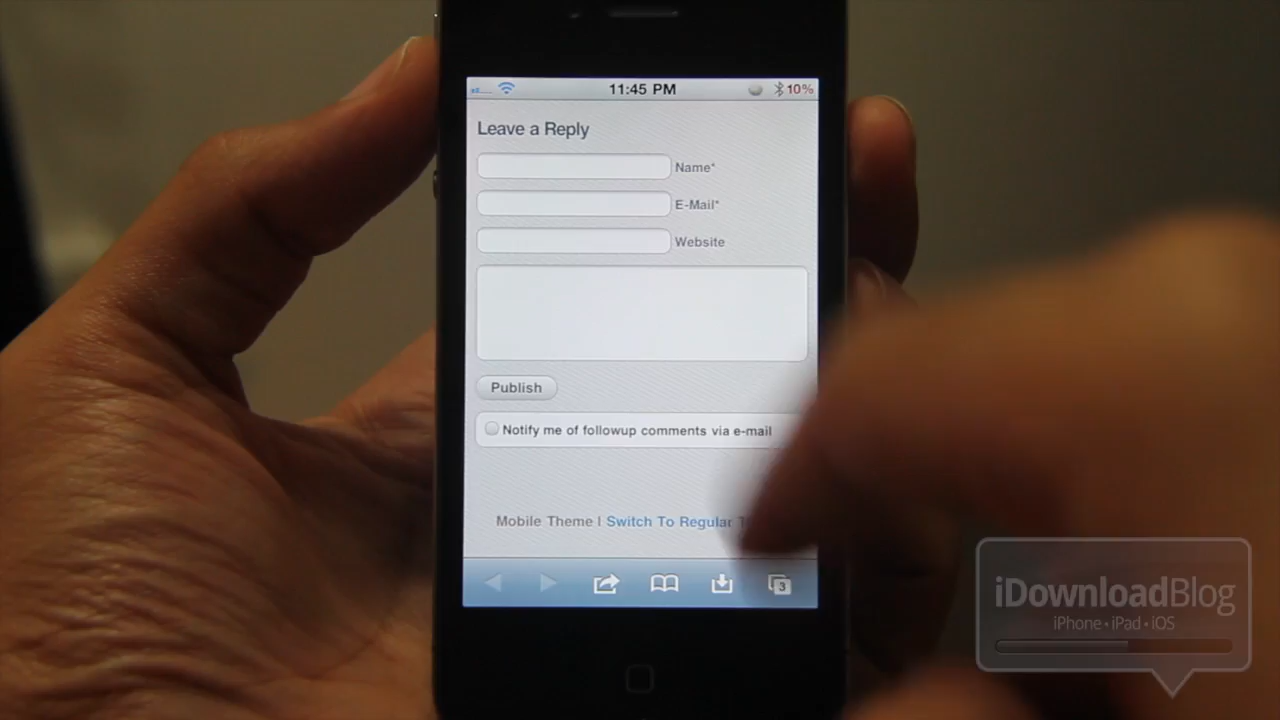 11:45 PM
10%
Leave a Reply
Name*
E-Mail*
Website
Publish
Notify me of followup comments via e-mail
Mobile Theme | Switch To Regular
3
iDownloadBlog
iPhone • iPad • iOS